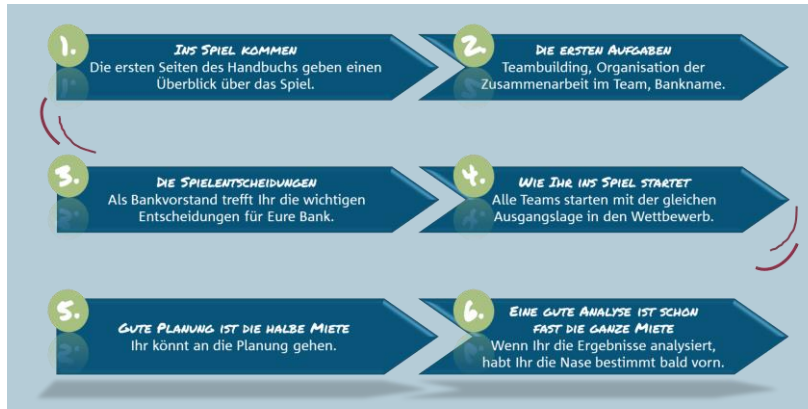 1.
INS SPIEL KOMMEN
Die ersten Seiten des Handbuchs geben einen
Überblick über das Spiel.
2.
DIE ERSTEN AUFGABEN
Teambuilding, Organisation der
Zusammenarbeit im Team, Bankname.
3.
DIE SPIELENTSCHEIDUNGEN
Als Bankvorstand trefft Ihr die wichtigen
Entscheidungen für Eure Bank.
4.
WIE IHR INS SPIEL STARTET
Alle Teams starten mit der gleichen
Ausgangslage in den Wettbewerb.
5.
GUTE PLANUNG IST DIE HALBE MIETE
Ihr könnt an die Planung gehen.
6.
EINE GUTE ANALYSE IST SCHON
FAST DIE GANZE MIETE
Wenn Ihr die Ergebnisse analysiert,
habt Ihr die Nase bestimmt bald vorn.